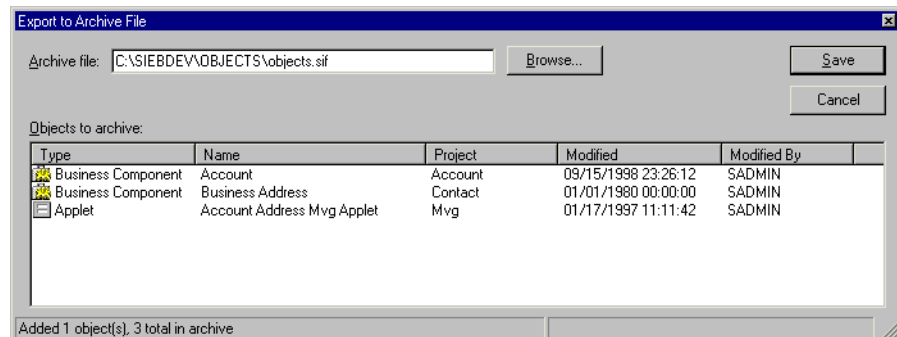 Export to Archive File
Archive file: C:\SIEBDEV\OBJECTS\objects.sif Browse... Save
Cancel
Objects to archive:
Type Name Project Modified Modified By
Business Component Account Account 09/15/1998 23:26:12 SADMIN
Business Component Business Address Contact 01/01/1980 00:00:00 SADMIN
Applet Account Address Mvg Applet Mvg 01/17/1997 11:11:42 SADMIN
Added 1 object(s), 3 total in archive